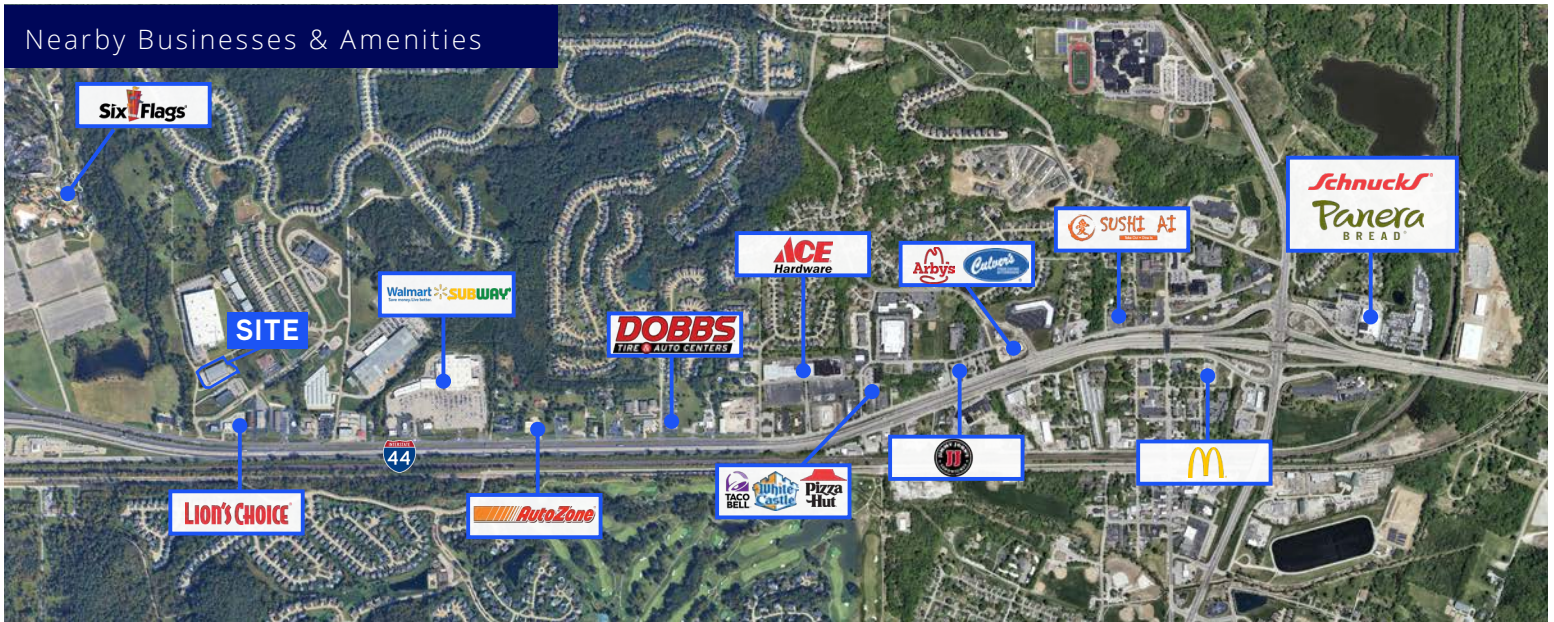 Nearby Businesses & Amenities
Six Flags
Schnucks
Panera
BREAD
SUSHI AI
ACE
Hardware
Arby's
Culver's
Walmart
Save money. Live better.
SUBWAY
SITE
DOBBS
TIRE & AUTO CENTERS
44
JJ
TACO
BELL
White
Castle
Pizza
Hut
LION'S CHOICE
AutoZone